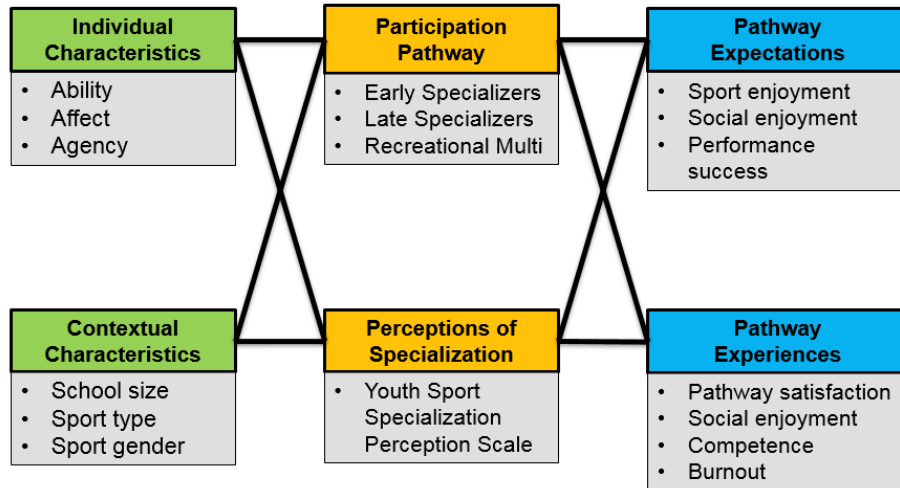 Individual
Characteristics
• Ability
• Affect
• Agency
Participation
Pathway
• Early Specializers
• Late Specializers
• Recreational Multi
Pathway
Expectations
• Sport enjoyment
• Social enjoyment
• Performance
success
Contextual
Characteristics
• School size
• Sport type
• Sport gender
Perceptions of
Specialization
• Youth Sport
Specialization
Perception Scale
Pathway
Experiences
• Pathway satisfaction
• Social enjoyment
• Competence
• Burnout